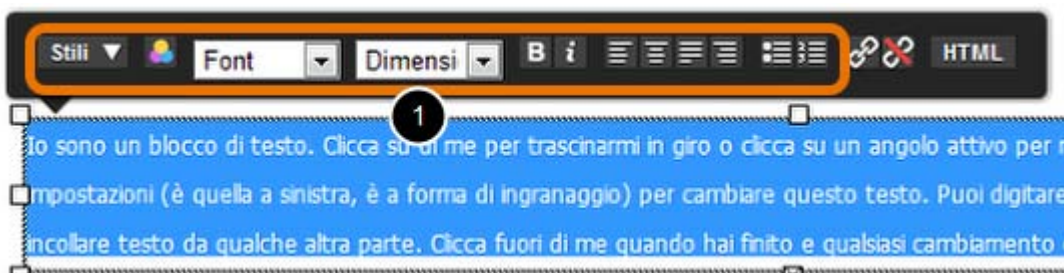 Stili Font Dimensi B i HTML
1
Io sono un blocco di testo. Clicca su di me per trascinarmi in giro o clicca su un angolo attivo per
mpostazioni (è quella a sinistra, è a forma di ingranaggio) per cambiare questo testo. Puoi digitare
incollare testo da qualche altra parte. Clicca fuori di me quando hai finito e qualsiasi cambiamento